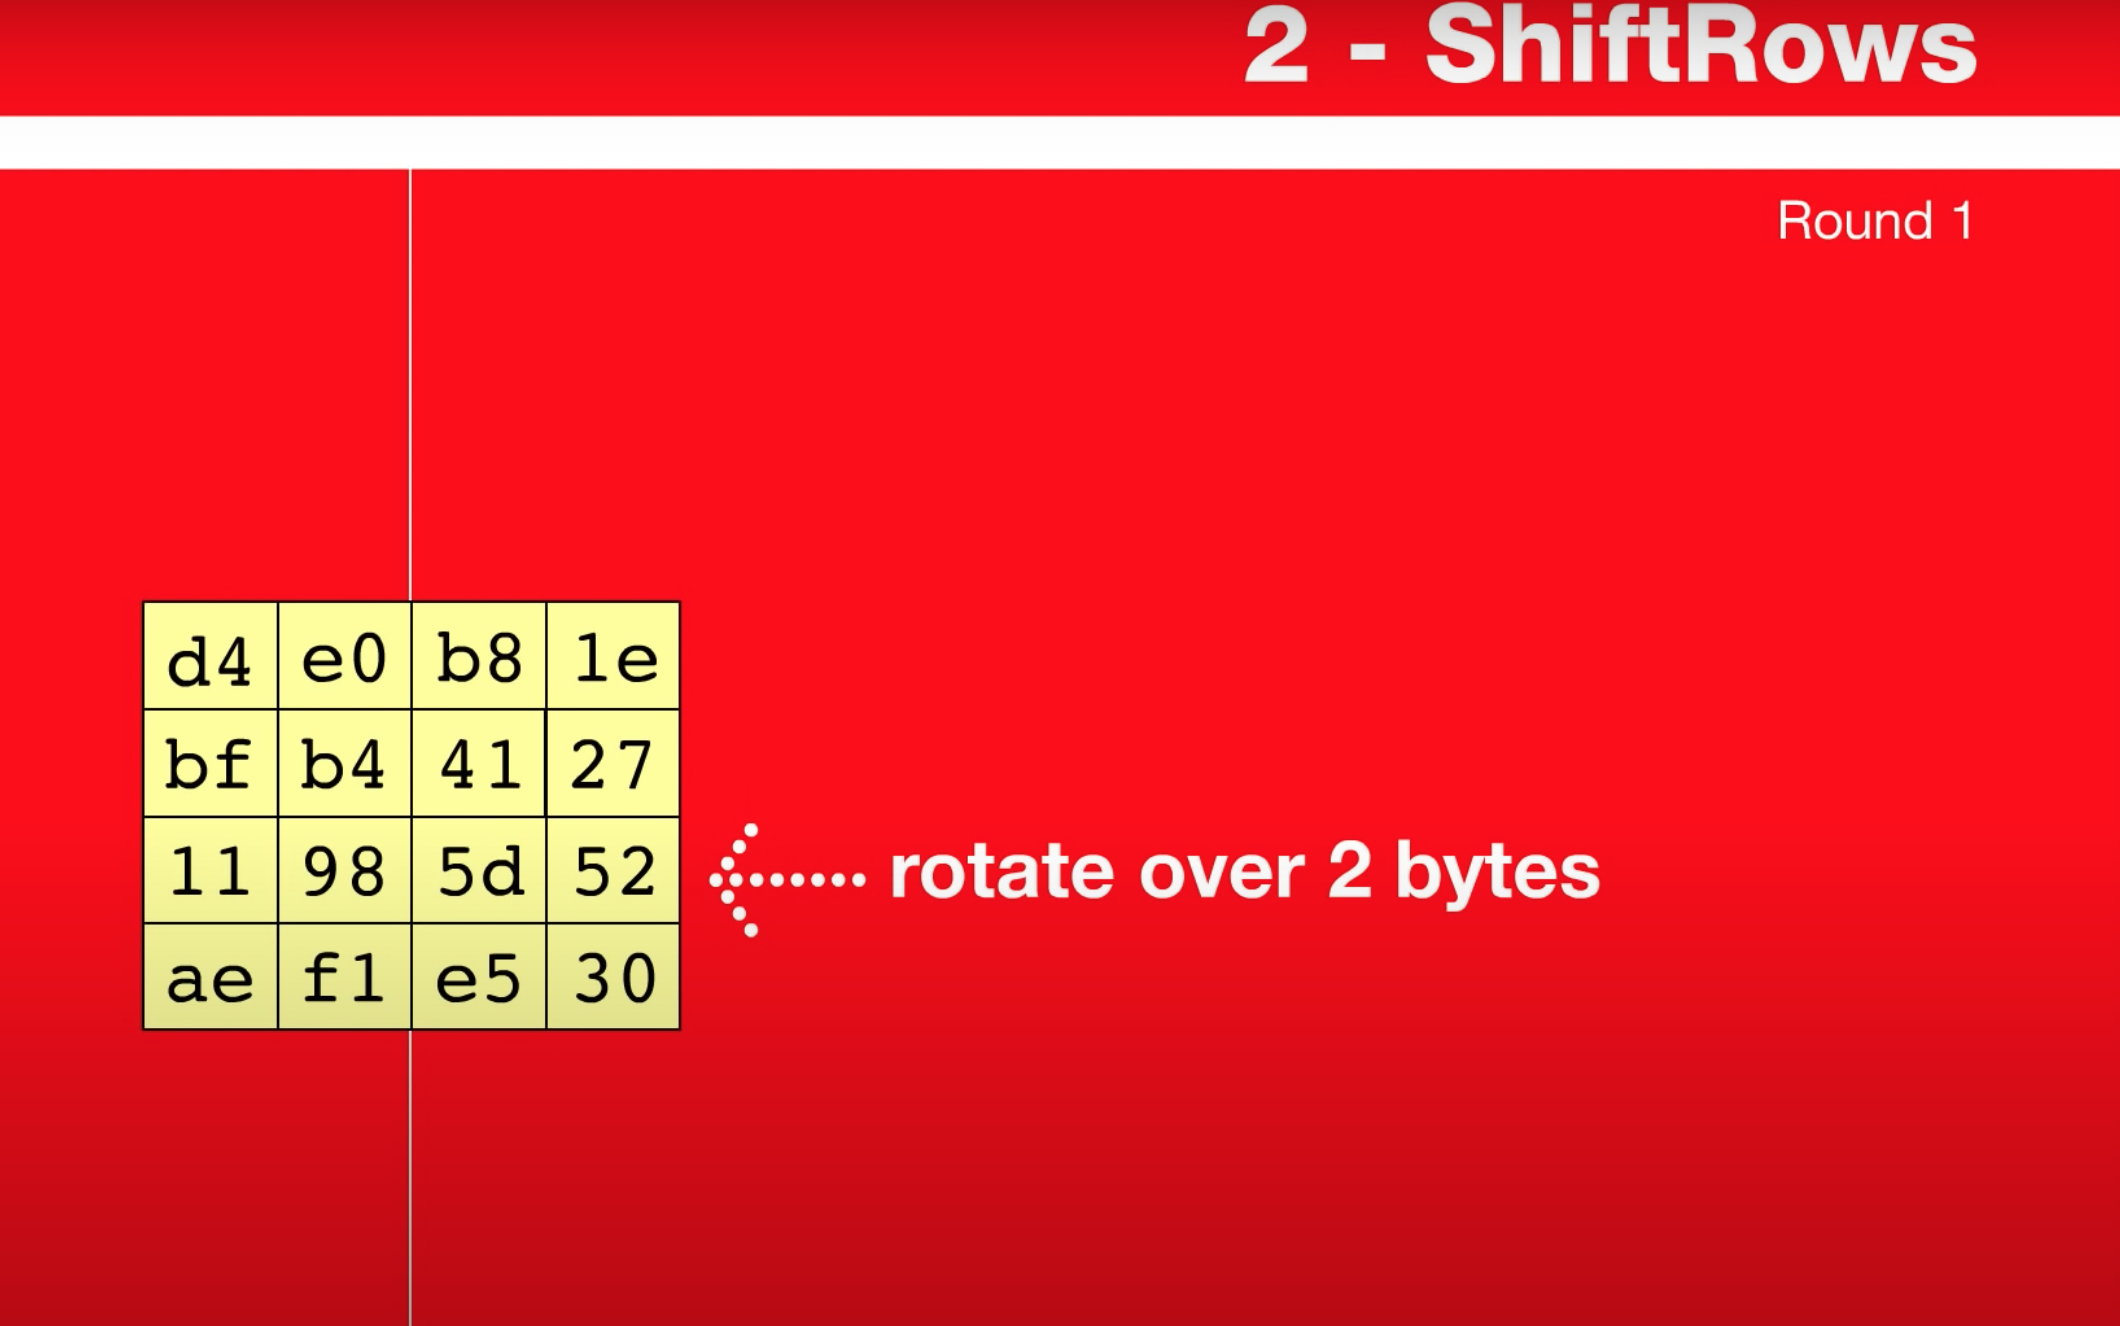 2 - ShiftRows
Round 1
d4 e0 b8 1e
bf b4 41 27
11 98 5d 52
rotate over 2 bytes
ae f1 e5 30